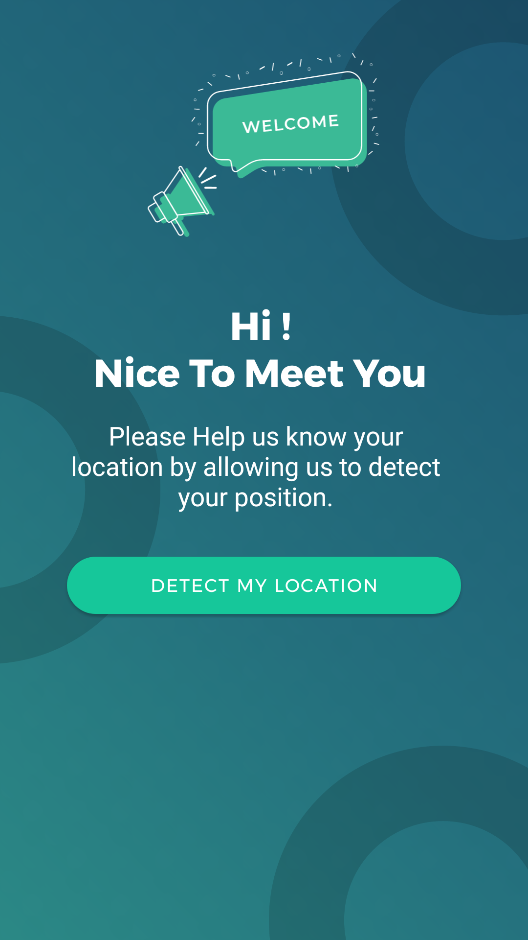 WELCOME
Hi !
Nice To Meet You
Please Help us know your
location by allowing us to detect
your position.
DETECT MY LOCATION